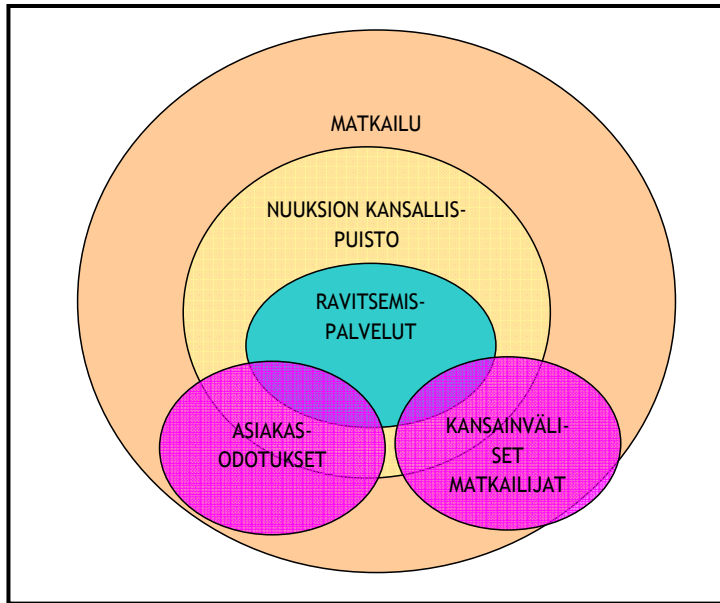 MATKAILU
NUUKSION KANSALLIS-
PUISTO
RAVITSEMIS-
PALVELUT
ASIAKAS-
ODOTUKSET
KANSAINVÄLI-
SET
MATKAILIJAT